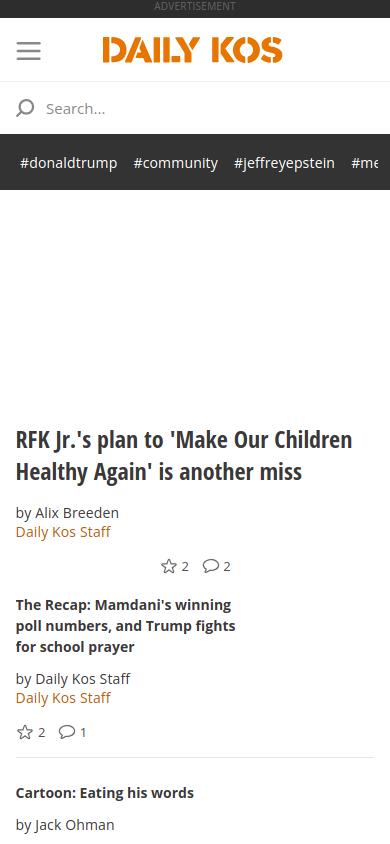 ADVERTISEMENT
DAILY KOS
Search...
#donaldtrump #community #jeffreyepstein #me
RFK Jr.'s plan to 'Make Our Children
Healthy Again' is another miss
by Alix Breeden
Daily Kos Staff
2 2
The Recap: Mamdani's winning
poll numbers, and Trump fights
for school prayer
by Daily Kos Staff
Daily Kos Staff
2 1
Cartoon: Eating his words
by Jack Ohman